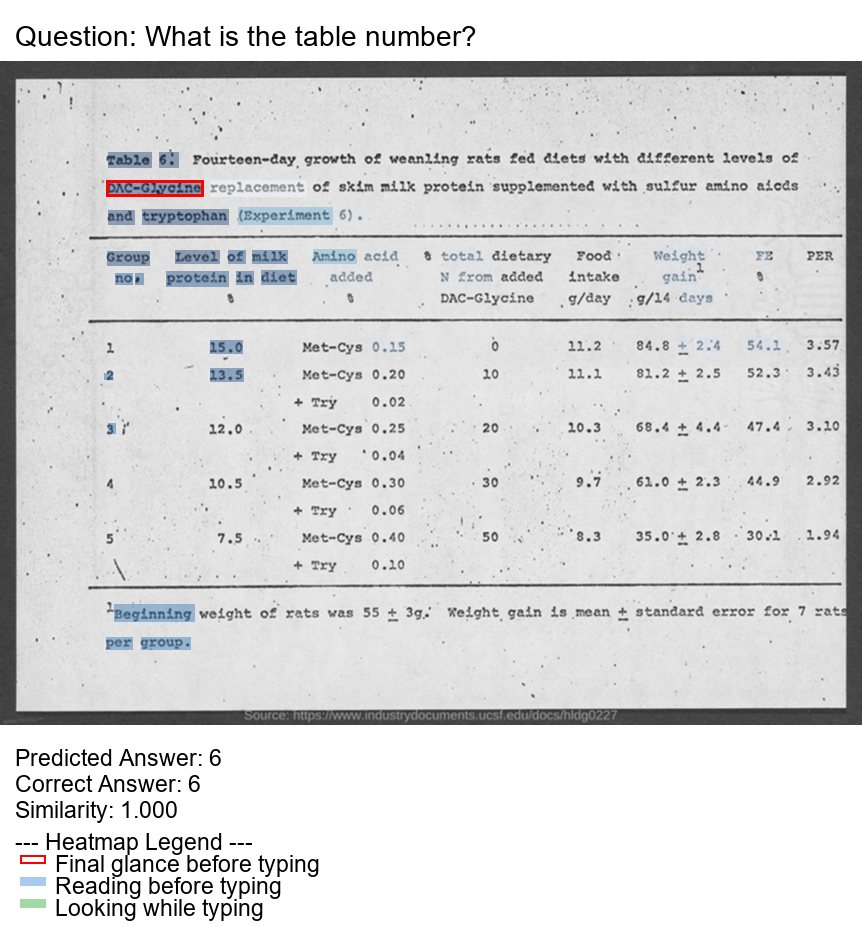 Question: What is the table number?
Table 6. Fourteen-day growth of weanling rats fed diets with different levels of
DAC-Glycine replacement of skim milk protein supplemented with sulfur amino aicds
and tryptophan (Experiment 6).
Group Level of milk Amino acid % total dietary Food Weight FE PER
no. protein in diet added N from added intake gain1 %
% % DAC-Glycine g/day g/14 days
1 15.0 Met-Cys 0.15 0 11.2 84.8 ± 2.4 54.1 3.57
2 13.5 Met-Cys 0.20 10 11.1 81.2 ± 2.5 52.3 3.43
+ Try 0.02
3 12.0 Met-Cys 0.25 20 10.3 68.4 ± 4.4 47.4 3.10
+ Try 0.04
4 10.5 Met-Cys 0.30 30 9.7 61.0 ± 2.3 44.9 2.92
+ Try 0.06
5 7.5 Met-Cys 0.40 50 8.3 35.0 ± 2.8 30.1 1.94
+ Try 0.10
1Beginning weight of rats was 55 ± 3g. Weight gain is mean ± standard error for 7 rats
per group.
Source: https://www.industrydocuments.ucsf.edu/docs/hldg0227
Predicted Answer: 6
Correct Answer: 6
Similarity: 1.000
--- Heatmap Legend ---
Final glance before typing
Reading before typing
Looking while typing